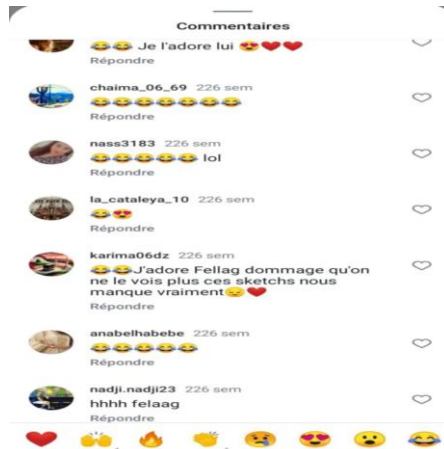 Commentaires
😂😂 Je l'adore lui 😍❤️❤️
Répondre
chaima_06_69 226 sem
😂😂😂😂😂😂😂
Répondre
nass3183 226 sem
😂😂😂😂😂 lol
Répondre
la_cataleya_10 226 sem
😂😍
Répondre
karima06dz 226 sem
😂😂J'adore Fellag dommage qu'on
ne le vois plus ces sketchs nous
manque vraiment😔❤️
Répondre
anabelhabebe 226 sem
😂😂😂😂😂
Répondre
nadji.nadji23 226 sem
hhhh felaag
Répondre